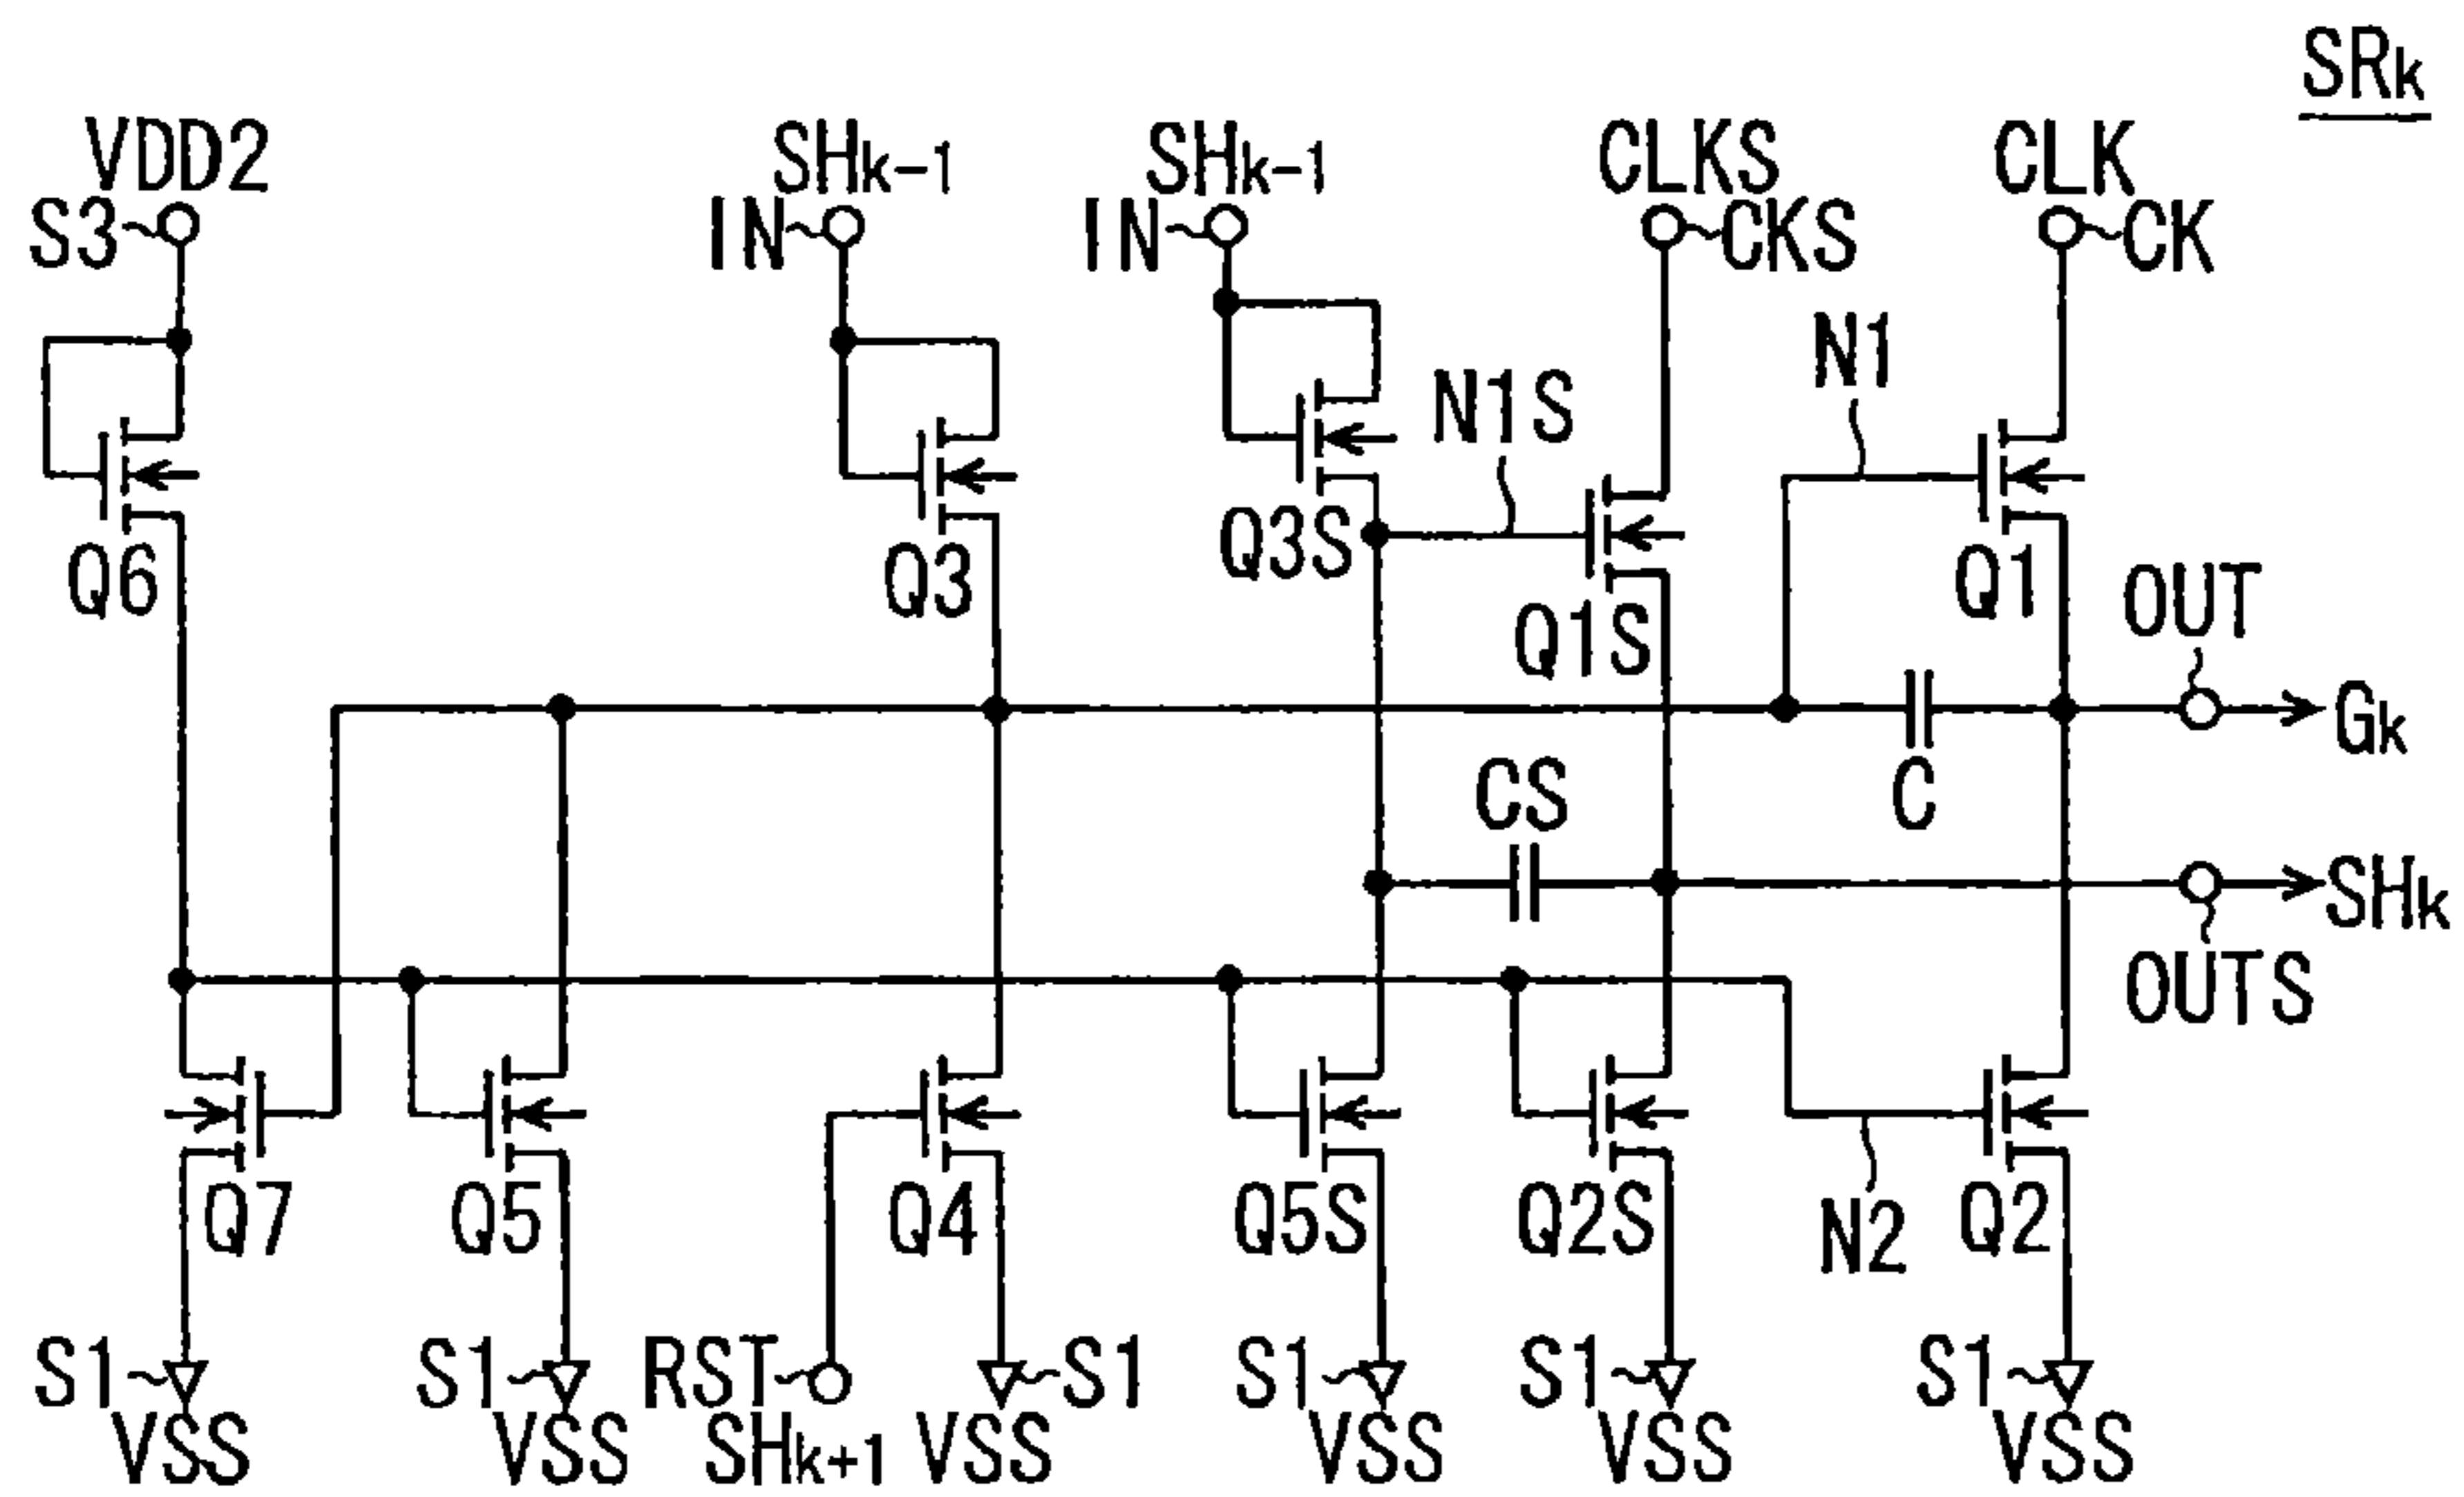 SRk
VDD2 SHk-1 SHk-1 CLKS CLK
S3 IN IN CKS CK
N1S N1
Q6 Q3 Q3S Q1S Q1 OUT
Gk
CS C
SHk
OUTS
Q7 Q5 Q4 Q5S Q2S N2 Q2
S1 S1 RST S1 S1 S1 S1
VSS VSS SHk+1 VSS VSS VSS VSS